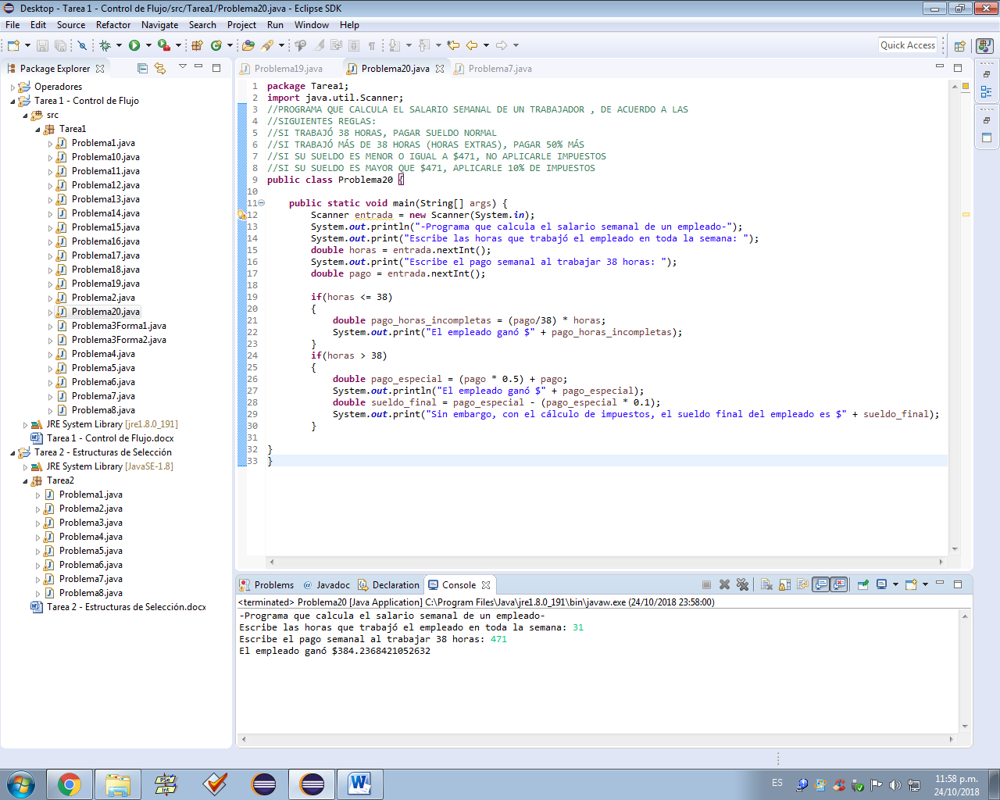 Desktop - Tarea 1 - Control de Flujo/src/Tarea1/Problema20.java - Eclipse SDK
File Edit Source Refactor Navigate Search Project Run Window Help
Quick Access
Package Explorer
Operadores
Tarea 1 - Control de Flujo
src
Tarea1
Problema1.java
Problema10.java
Problema11.java
Problema12.java
Problema13.java
Problema14.java
Problema15.java
Problema16.java
Problema17.java
Problema18.java
Problema19.java
Problema2.java
Problema20.java
Problema3Forma1.java
Problema3Forma2.java
Problema4.java
Problema5.java
Problema6.java
Problema7.java
Problema8.java
JRE System Library [jre1.8.0_191]
Tarea 1 - Control de Flujo.docx
Tarea 2 - Estructuras de Selección
JRE System Library [JavaSE-1.8]
Tarea2
Problema1.java
Problema2.java
Problema3.java
Problema4.java
Problema5.java
Problema6.java
Problema7.java
Problema8.java
Tarea 2 - Estructuras de Selección.docx
Problema19.java Problema20.java Problema7.java
1 package Tarea1;
2 import java.util.Scanner;
3 //PROGRAMA QUE CALCULA EL SALARIO SEMANAL DE UN TRABAJADOR , DE ACUERDO A LAS
4 //SIGUIENTES REGLAS:
5 //SI TRABAJÓ 38 HORAS, PAGAR SUELDO NORMAL
6 //SI TRABAJÓ MÁS DE 38 HORAS (HORAS EXTRAS), PAGAR 50% MÁS
7 //SI SU SUELDO ES MENOR O IGUAL A $471, NO APLICARLE IMPUESTOS
8 //SI SU SUELDO ES MAYOR QUE $471, APLICARLE 10% DE IMPUESTOS
9 public class Problema20 {
10
11 public static void main(String[] args) {
12 Scanner entrada = new Scanner(System.in);
13 System.out.println("-Programa que calcula el salario semanal de un empleado-");
14 System.out.print("Escribe las horas que trabajó el empleado en toda la semana: ");
15 double horas = entrada.nextInt();
16 System.out.print("Escribe el pago semanal al trabajar 38 horas: ");
17 double pago = entrada.nextInt();
18
19 if(horas <= 38)
20 {
21 double pago_horas_incompletas = (pago/38) * horas;
22 System.out.print("El empleado ganó $" + pago_horas_incompletas);
23 }
24 if(horas > 38)
25 {
26 double pago_especial = (pago * 0.5) + pago;
27 System.out.println("El empleado ganó $" + pago_especial);
28 double sueldo_final = pago_especial - (pago_especial * 0.1);
29 System.out.print("Sin embargo, con el cálculo de impuestos, el sueldo final del empleado es $" + sueldo_final);
30 }
31
32 }
33 }
Problems @ Javadoc Declaration Console
<terminated> Problema20 [Java Application] C:\Program Files\Java\jre1.8.0_191\bin\javaw.exe (24/10/2018 23:58:00)
-Programa que calcula el salario semanal de un empleado-
Escribe las horas que trabajó el empleado en toda la semana: 31
Escribe el pago semanal al trabajar 38 horas: 471
El empleado ganó $384.2368421052632
PSe
Int
ES
11:58 p.m.
24/10/2018